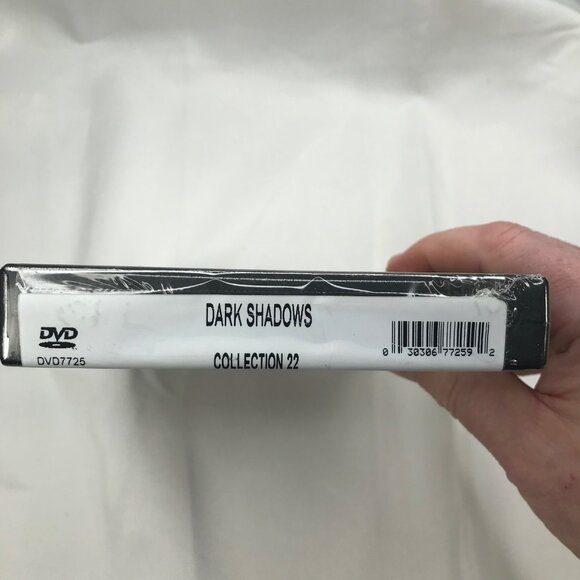 DARK SHADOWS
DVD
DVD7725
COLLECTION 22
0 30306 77259 2